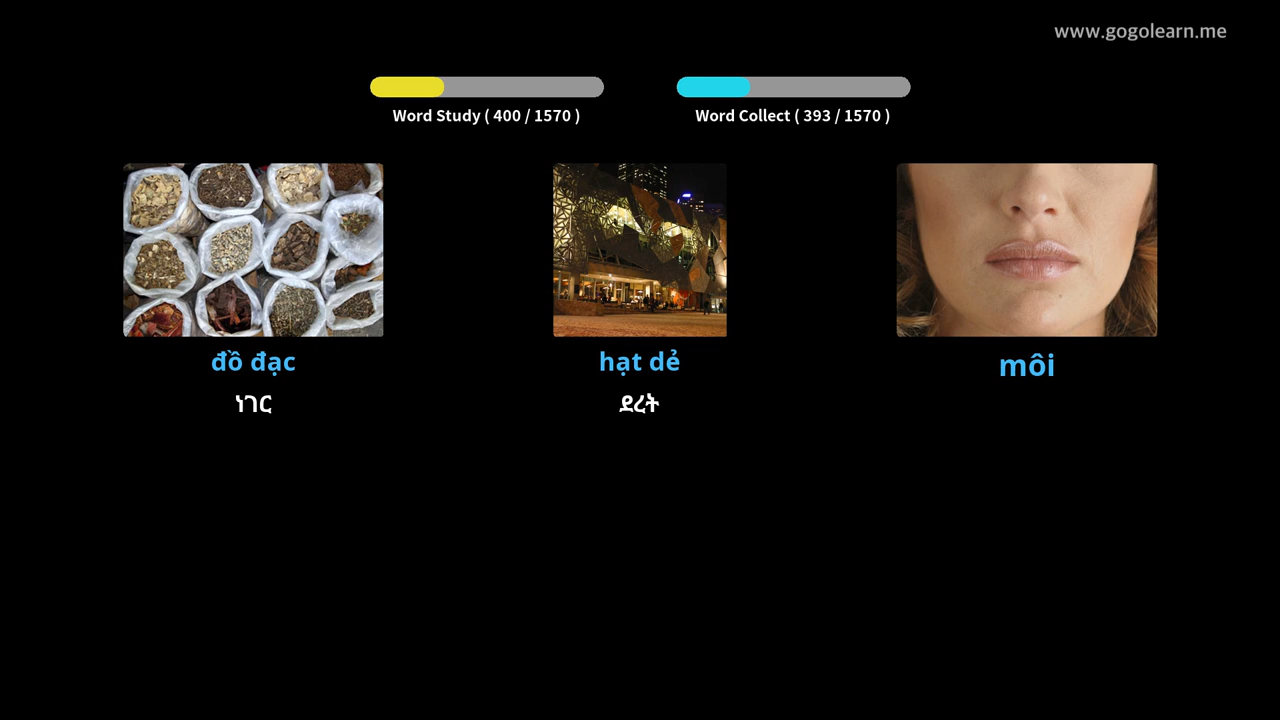 www.gogolearn.me
Word Study ( 400 / 1570 )
Word Collect ( 393 / 1570 )
đồ đạc
hạt dẻ
môi
ነገር
ደረት